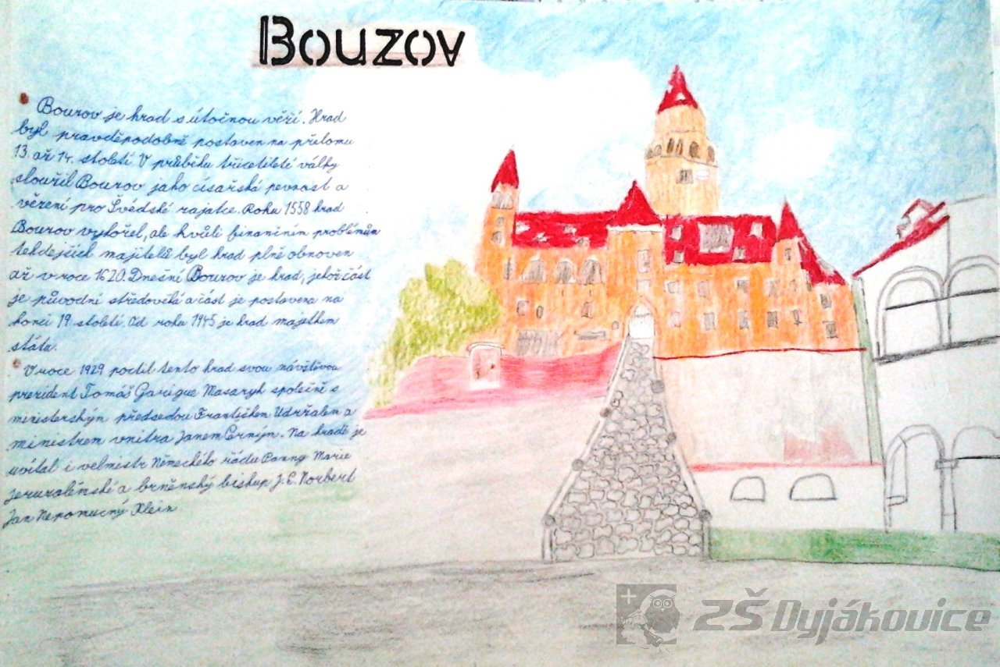 Bouzov
Bouzov je hrad s útočnou věží. Hrad
byl pravděpodobně postaven na přelomu
13. až 14. století. V průběhu třicetileté války
sloužil Bouzov jako císařská pevnost a
vězení pro Švédské zajatce. Roku 1558 hrad
Bouzov vyhořel, ale kvůli finančním problémům
tehdejších majitelů byl hrad plně obnoven
až v roce 1620. Dnešní Bouzov je hrad, jehož část
je původní středověká a část je postavena na
konci 19 století. Od roku 1945 je hrad majetkem
státu.
V roce 1929 poctil tento hrad svou návštěvou
prezident Tomáš Garigue Masaryk společně s
ministerským předsedou Františkem Udržalem a
ministrem vnitra Janem Černým. Na hradě je
uvítal i velmistr Německého řádu Panny Marie
Jeruzalémské a brněnský biskup J.E. Norbert
Jan Nepomucný Klein
ZŠ Dyjákovice